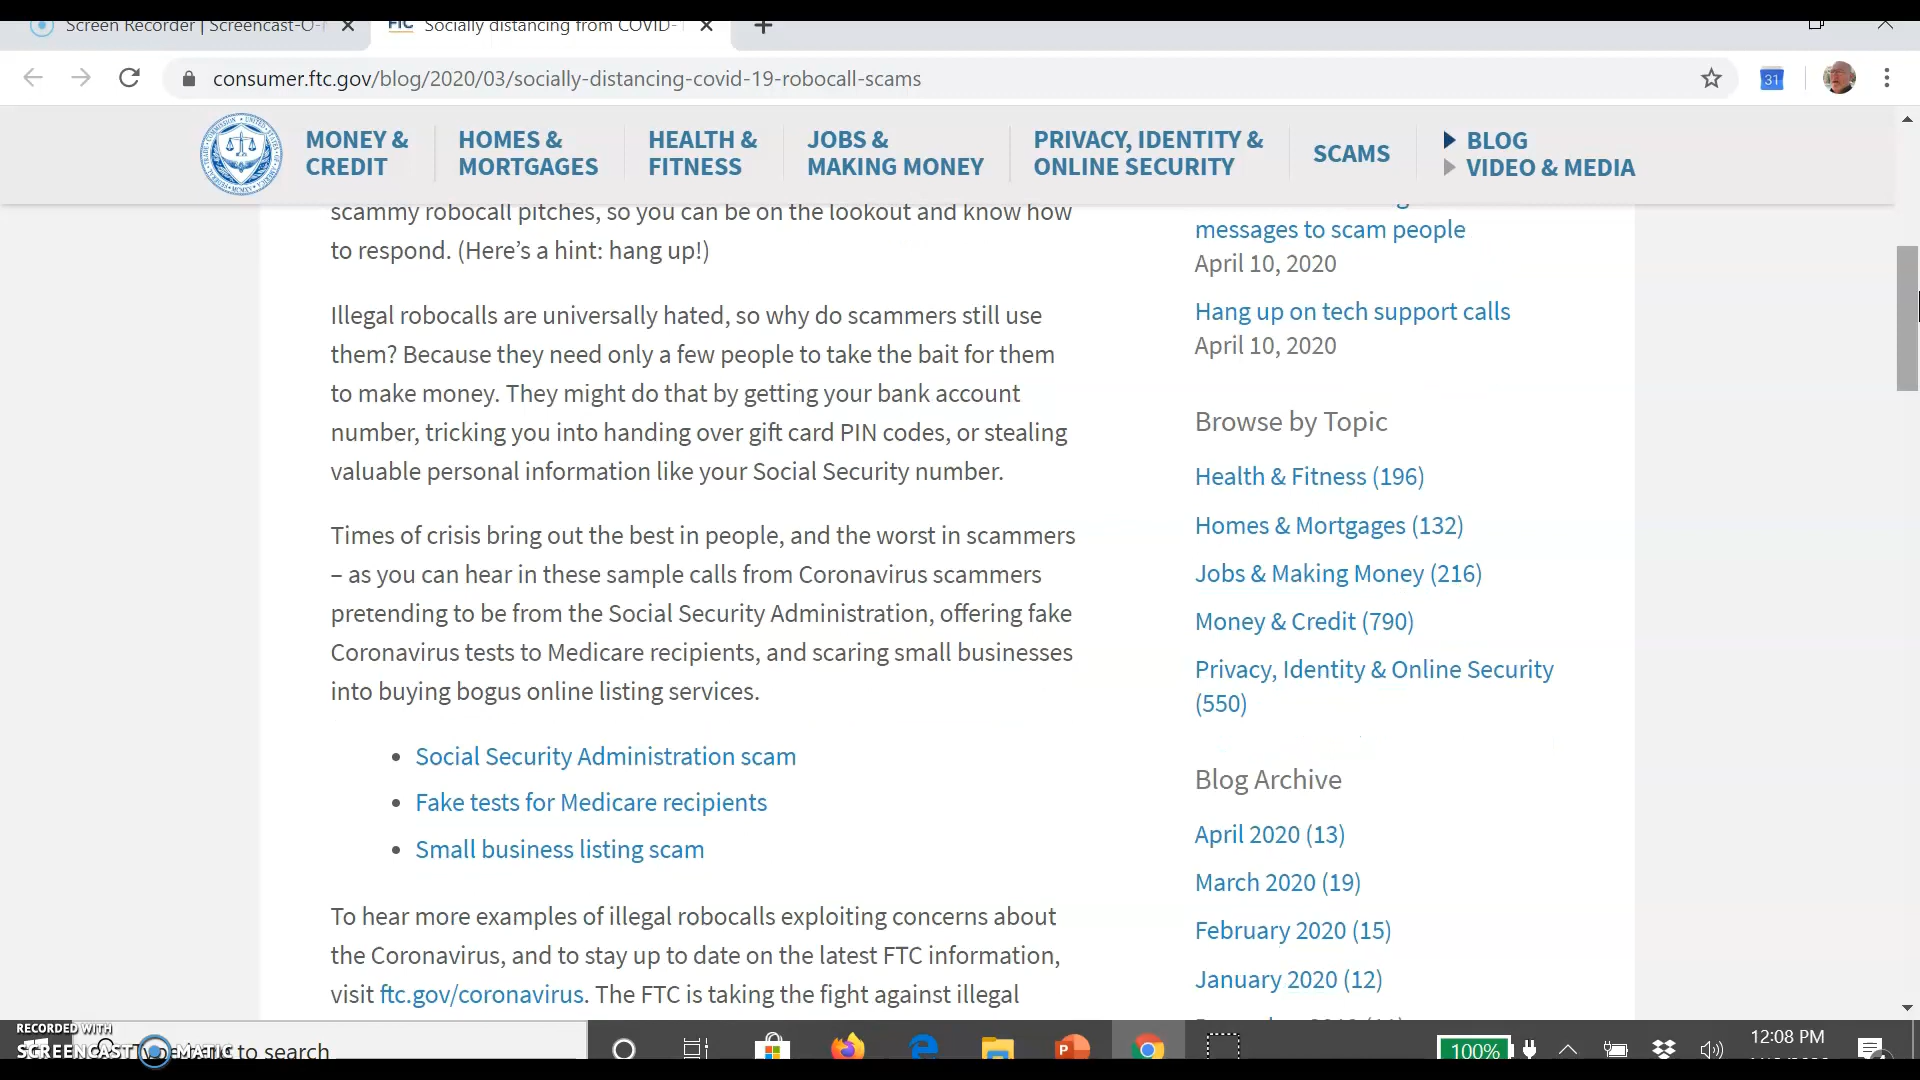 Screen Recorder | Screencast-O-
FTC Socially distancing from COVID-
consumer.ftc.gov/blog/2020/03/socially-distancing-covid-19-robocall-scams
31
MONEY &
CREDIT
HOMES &
MORTGAGES
HEALTH &
FITNESS
JOBS &
MAKING MONEY
PRIVACY, IDENTITY &
ONLINE SECURITY
SCAMS
BLOG
VIDEO & MEDIA
scammy robocall pitches, so you can be on the lookout and know how
to respond. (Here’s a hint: hang up!)
Illegal robocalls are universally hated, so why do scammers still use
them? Because they need only a few people to take the bait for them
to make money. They might do that by getting your bank account
number, tricking you into handing over gift card PIN codes, or stealing
valuable personal information like your Social Security number.
Times of crisis bring out the best in people, and the worst in scammers
– as you can hear in these sample calls from Coronavirus scammers
pretending to be from the Social Security Administration, offering fake
Coronavirus tests to Medicare recipients, and scaring small businesses
into buying bogus online listing services.
• Social Security Administration scam
• Fake tests for Medicare recipients
• Small business listing scam
To hear more examples of illegal robocalls exploiting concerns about
the Coronavirus, and to stay up to date on the latest FTC information,
visit ftc.gov/coronavirus. The FTC is taking the fight against illegal
messages to scam people
April 10, 2020
Hang up on tech support calls
April 10, 2020
Browse by Topic
Health & Fitness (196)
Homes & Mortgages (132)
Jobs & Making Money (216)
Money & Credit (790)
Privacy, Identity & Online Security
(550)
Blog Archive
April 2020 (13)
March 2020 (19)
February 2020 (15)
January 2020 (12)
RECORDED WITH
SCREENCAST MATIC
to search
100%
12:08 PM